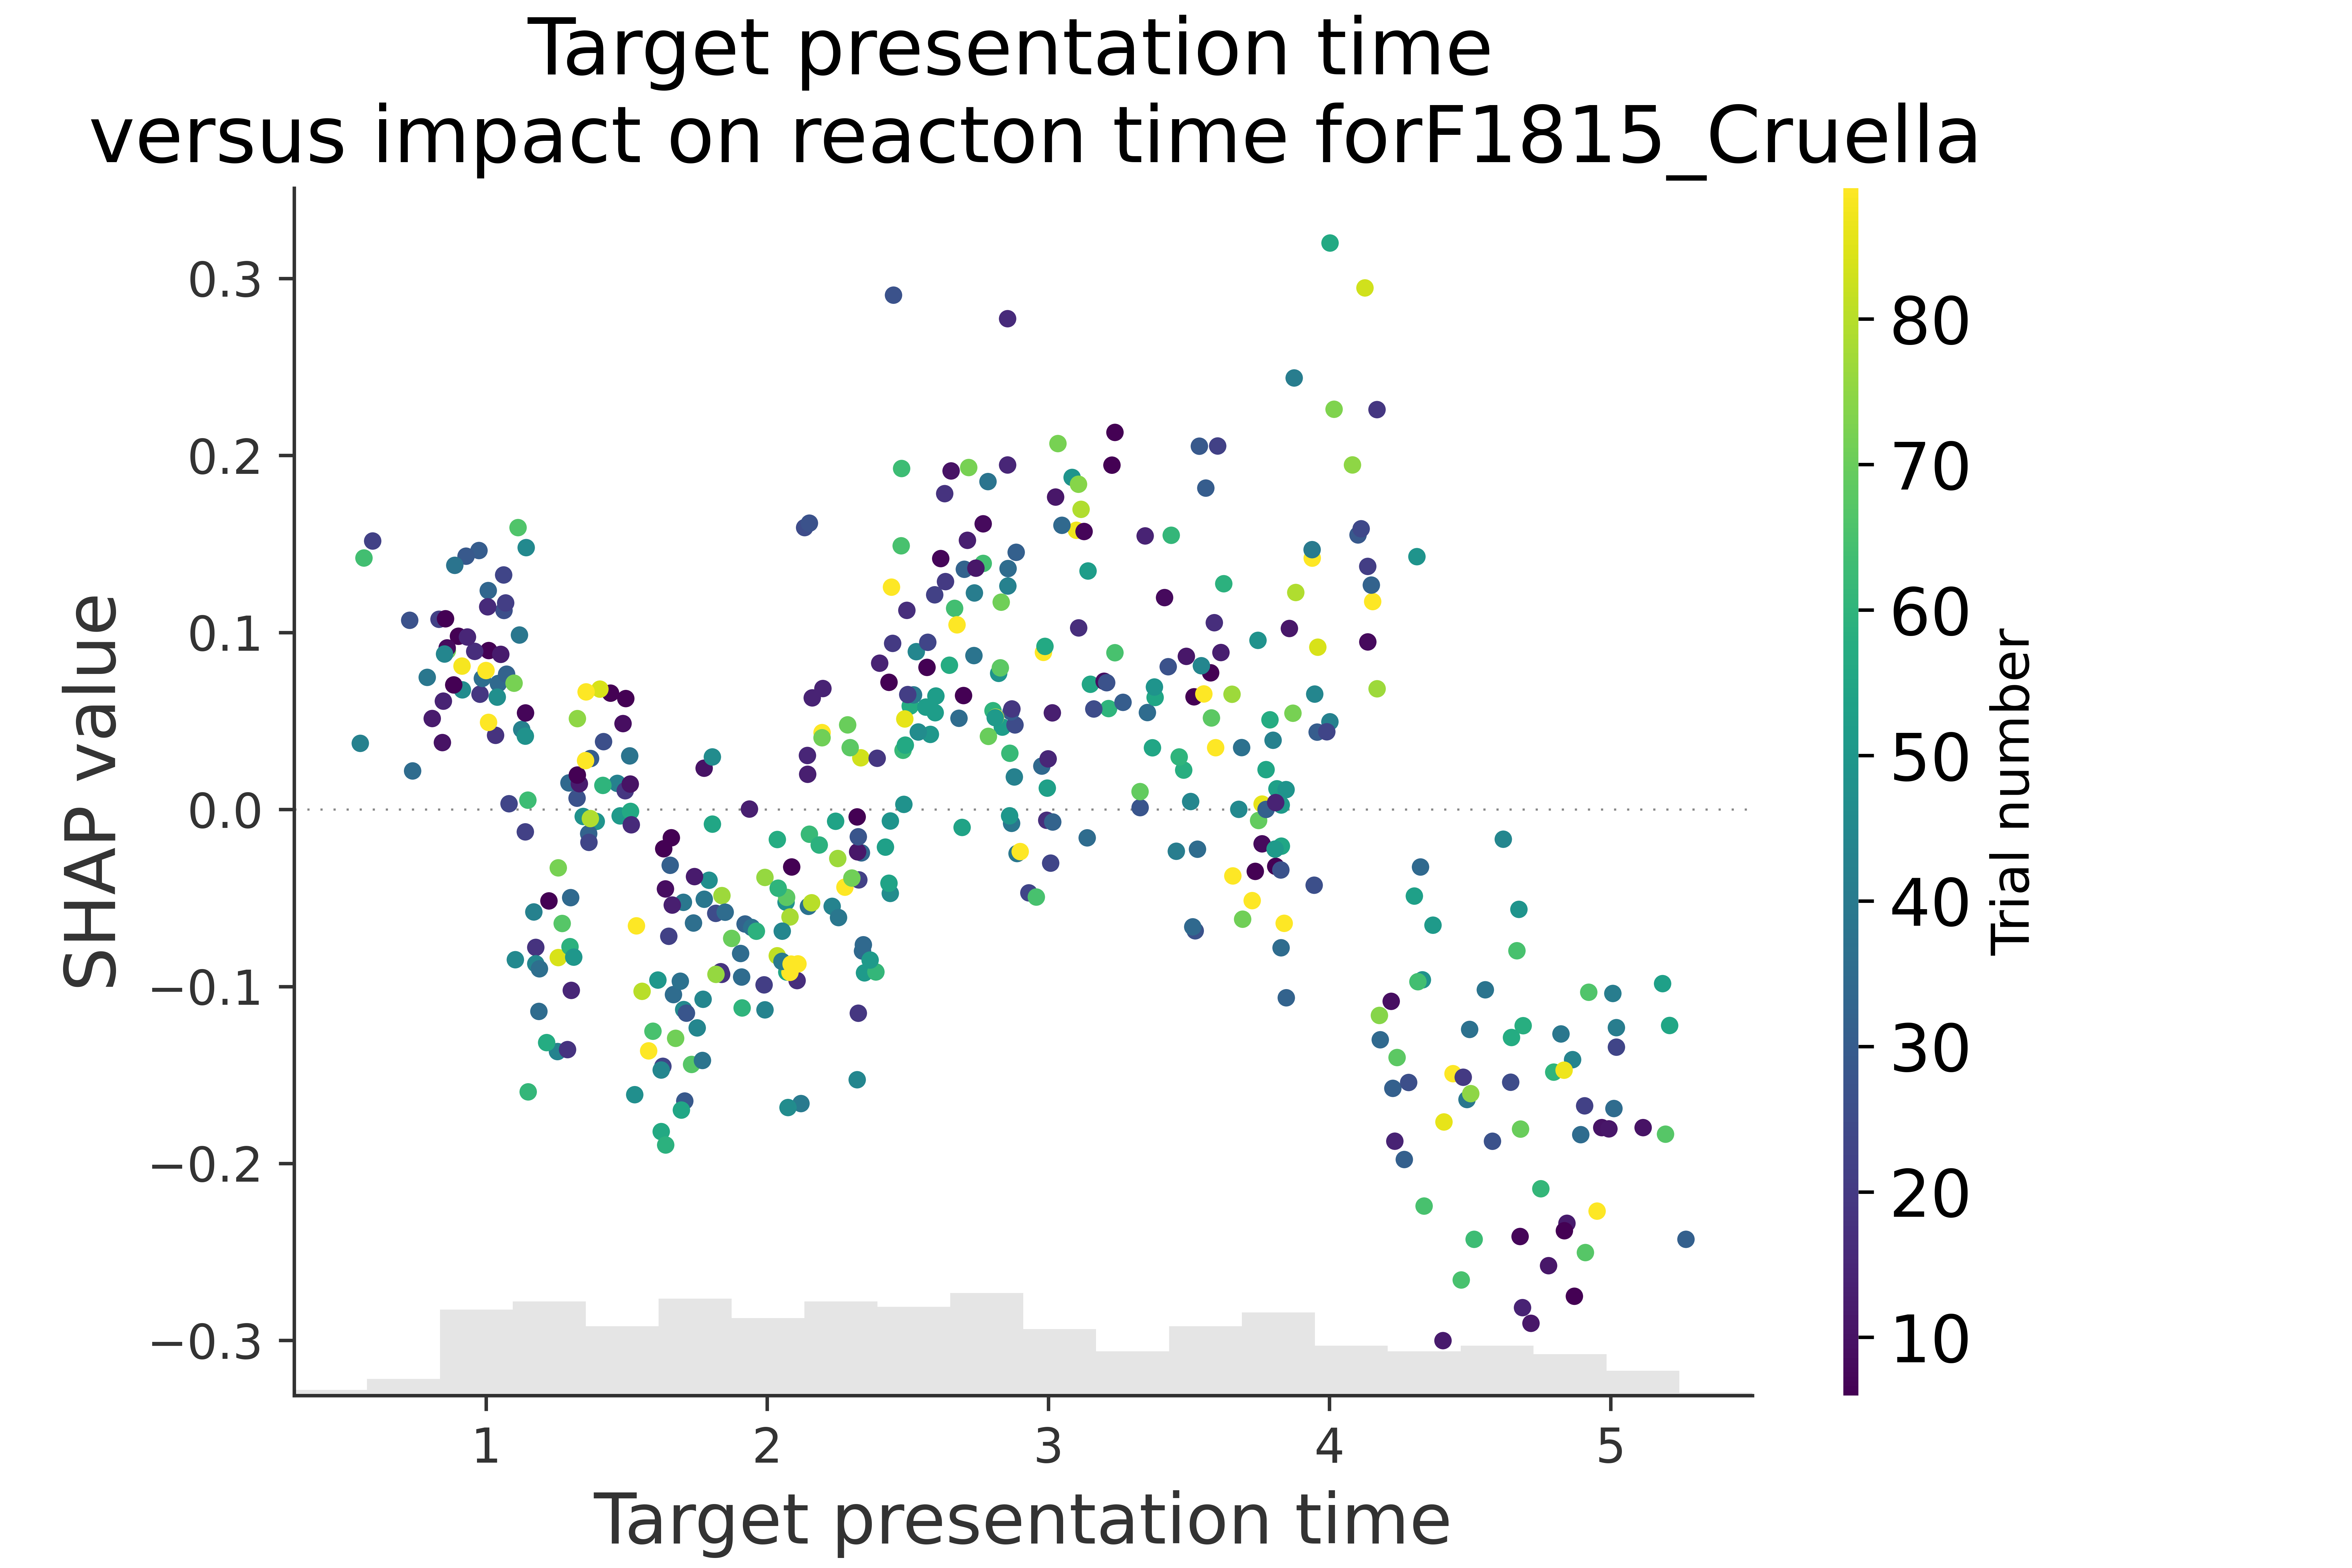 Target presentation time
versus impact on reacton time forF1815_Cruella
SHAP value
0.3
0.2
0.1
0.0
−0.1
−0.2
−0.3
1 2 3 4 5
Target presentation time
80
70
60
50
40
30
20
10
Trial number